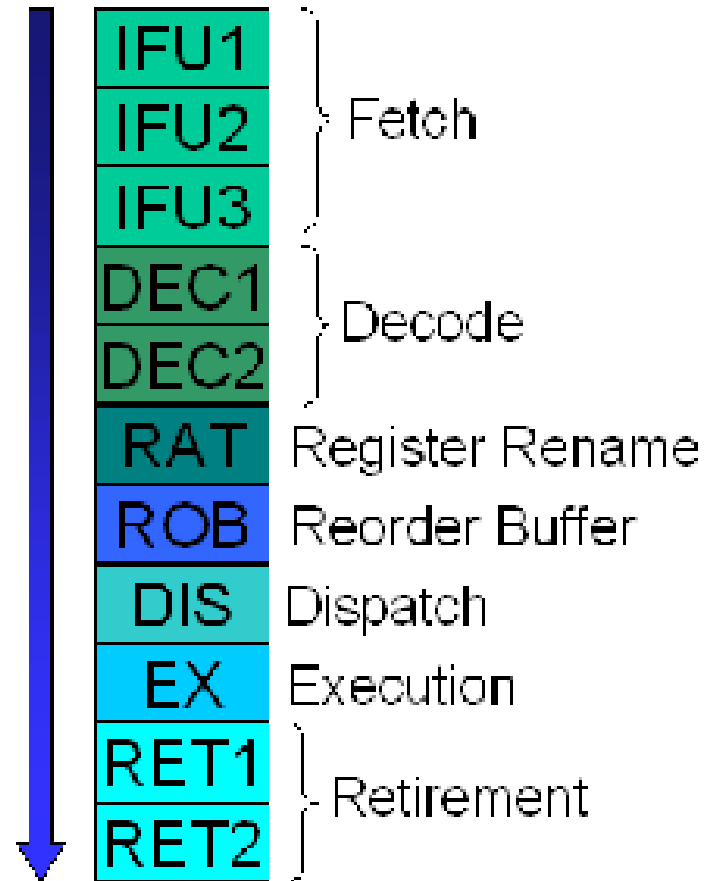 IFU1
IFU2
Fetch
IFU3
DEC1
Decode
DEC2
RAT Register Rename
ROB Reorder Buffer
DIS Dispatch
EX Execution
RET1
Retirement
RET2